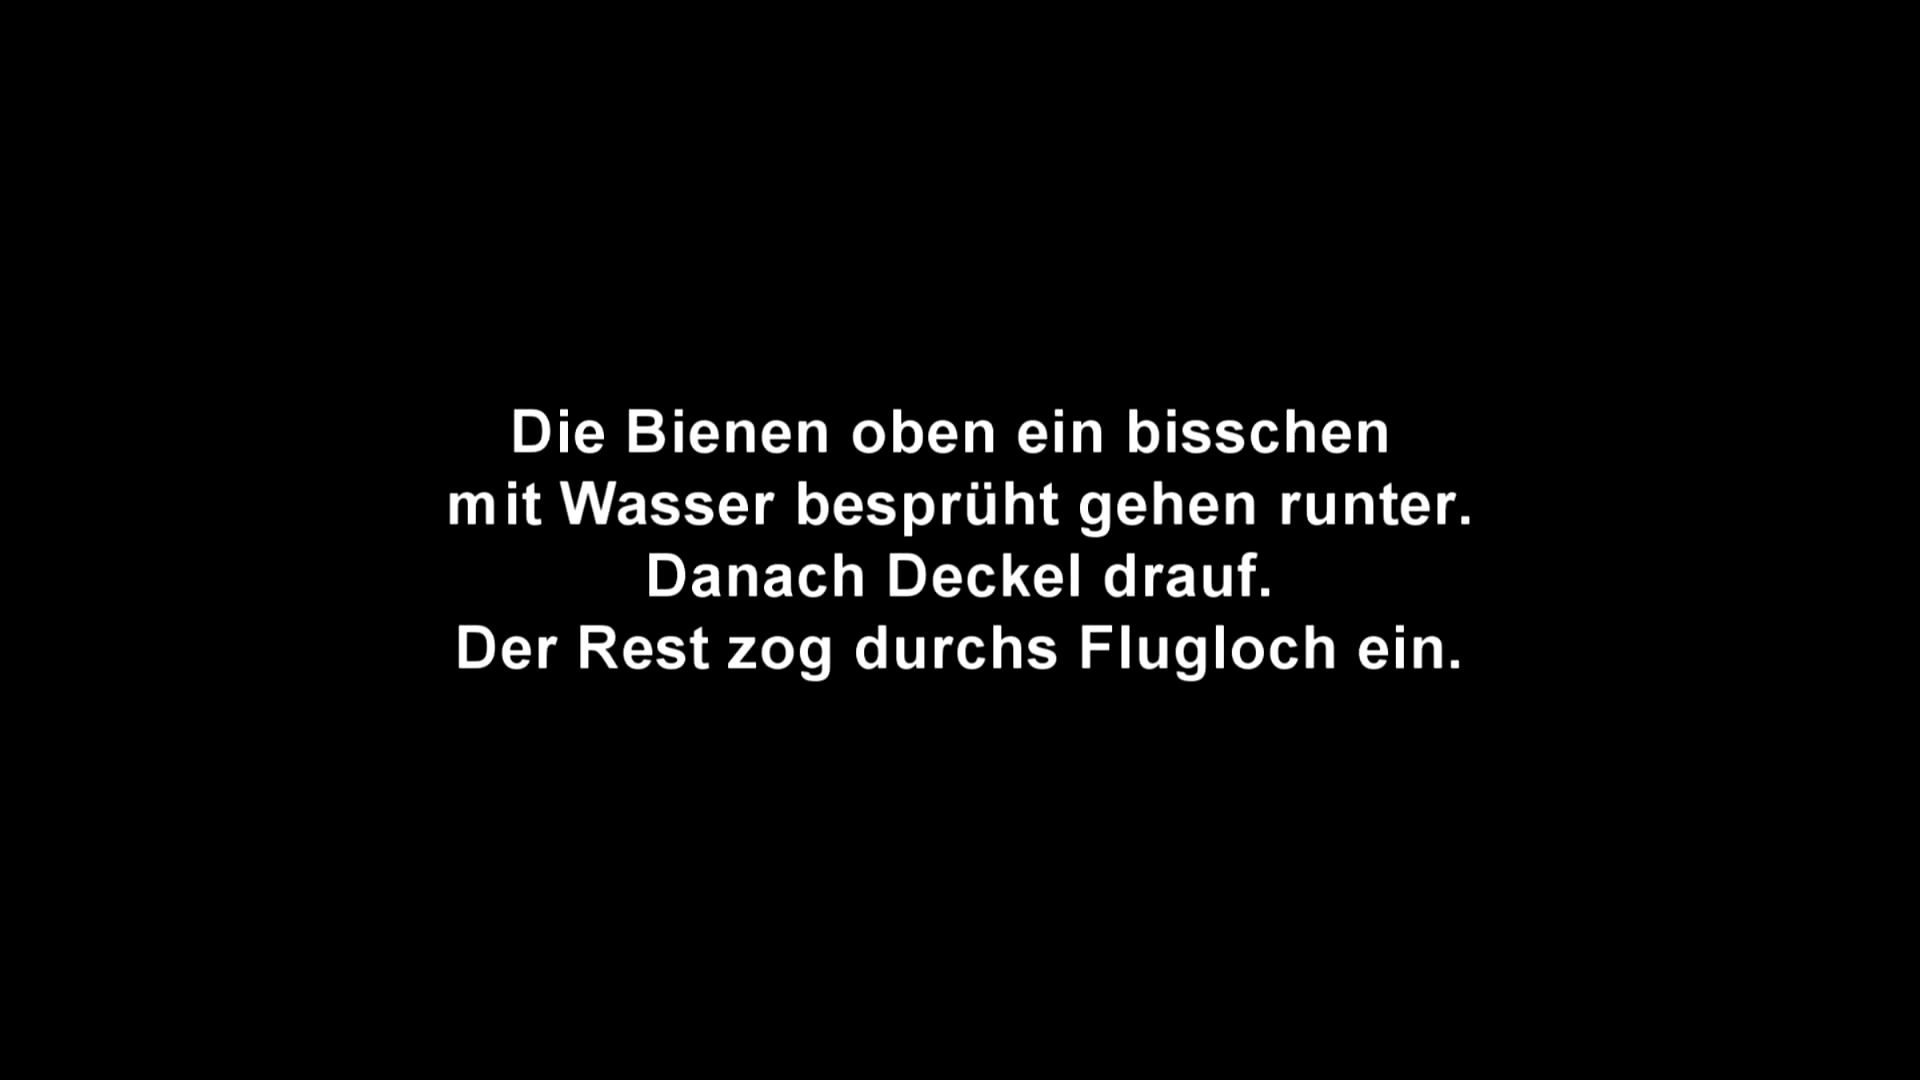 Die Bienen oben ein bisschen
mit Wasser besprüht gehen runter.
Danach Deckel drauf.
Der Rest zog durchs Flugloch ein.